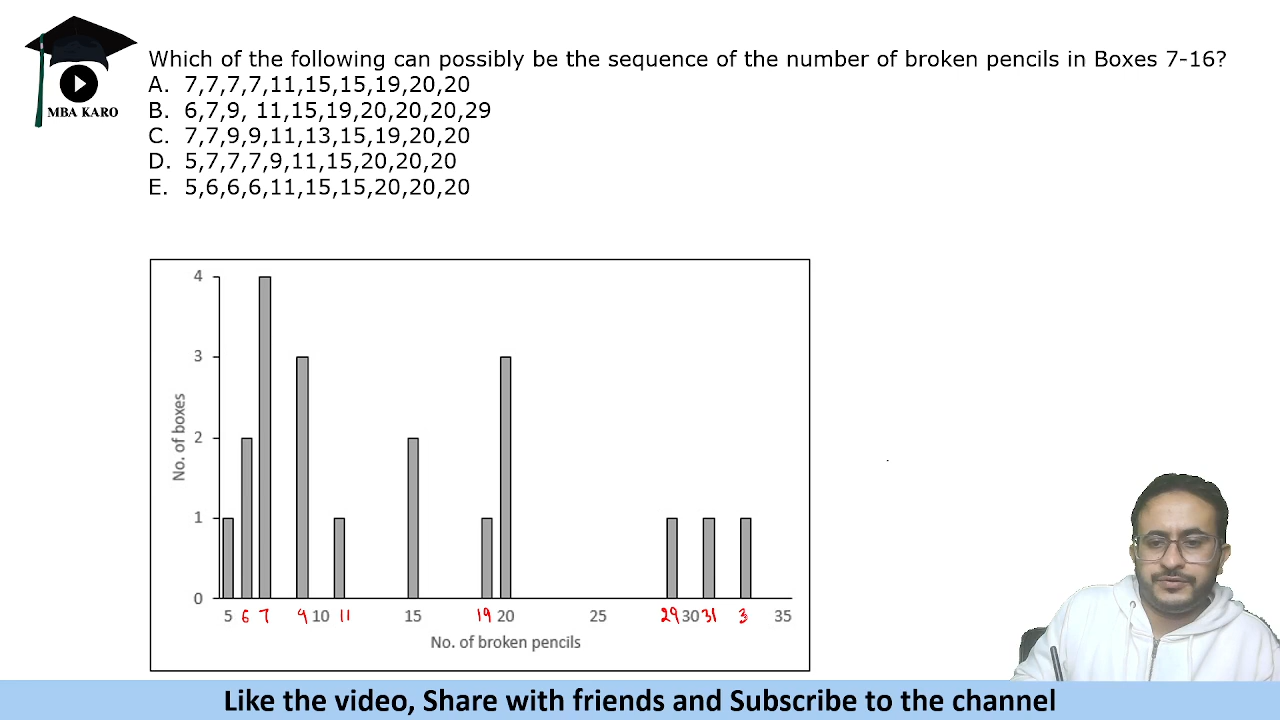 MBA KARO
Which of the following can possibly be the sequence of the number of broken pencils in Boxes 7-16?
A. 7,7,7,7,11,15,15,19,20,20
B. 6,7,9, 11,15,19,20,20,20,29
C. 7,7,9,9,11,13,15,19,20,20
D. 5,7,7,7,9,11,15,20,20,20
E. 5,6,6,6,11,15,15,20,20,20
4
3
2
1
0
No. of boxes
5 6 7 9 10 11 15 19 20 25 29 30 31 3 35
No. of broken pencils
Like the video, Share with friends and Subscribe to the channel